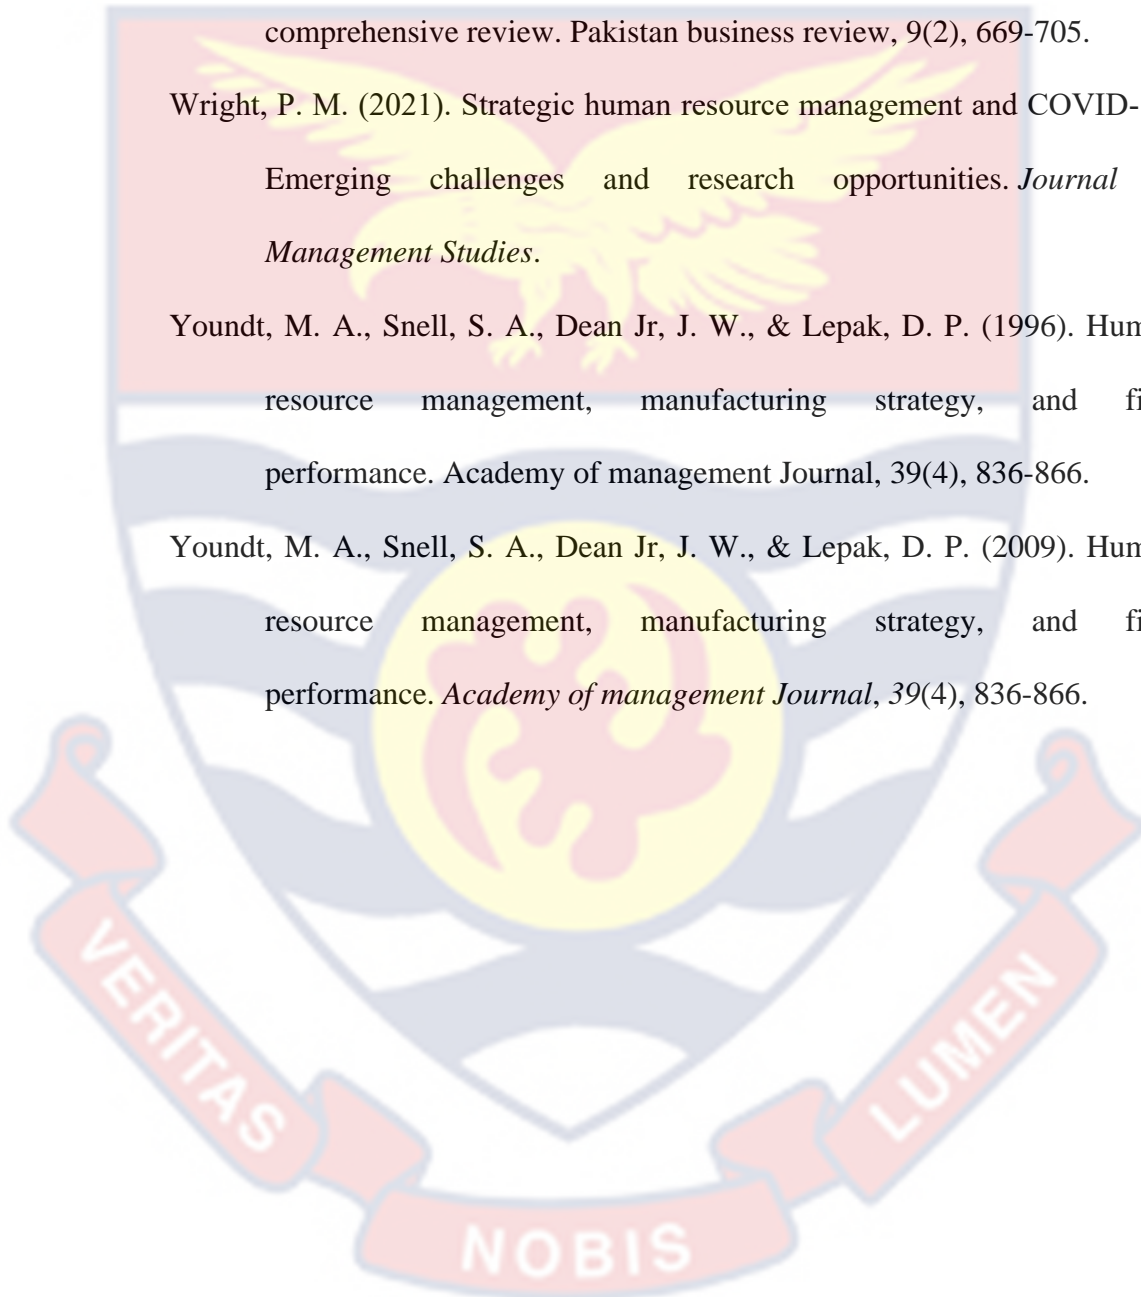 comprehensive review. Pakistan business review, 9(2), 669-705.
Wright, P. M. (2021). Strategic human resource management and COVID-
Emerging challenges and research opportunities. Journal
Management Studies.
Youndt, M. A., Snell, S. A., Dean Jr, J. W., & Lepak, D. P. (1996). Hum
resource management, manufacturing strategy, and fi
performance. Academy of management Journal, 39(4), 836-866.
Youndt, M. A., Snell, S. A., Dean Jr, J. W., & Lepak, D. P. (2009). Hum
resource management, manufacturing strategy, and fi
performance. Academy of management Journal, 39(4), 836-866.
VERITAS
NOBIS
LUMEN